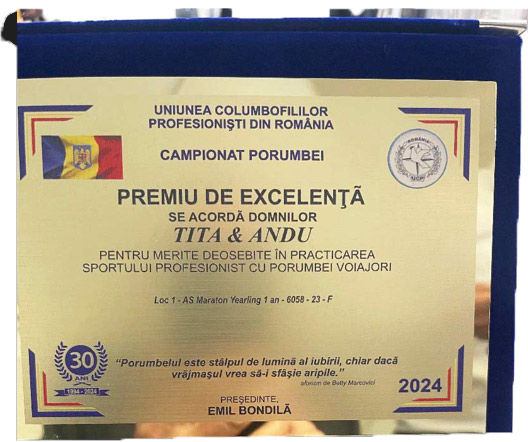 UNIUNEA COLUMBOFILILOR
PROFESIONIŞTI DIN ROMÂNIA
CAMPIONAT PORUMBEI
ROMÂNIA
UCPR
PREMIU DE EXCELENŢÃ
SE ACORDĂ DOMNILOR
TITA & ANDU
PENTRU MERITE DEOSEBITE ÎN PRACTICAREA
SPORTULUI PROFESIONIST CU PORUMBEI VOIAJORI
Loc 1 - AS Maraton Yearling 1 an - 6058 - 23 - F
30
ANI
1994 - 2024
"Porumbelul este stâlpul de lumină al iubirii, chiar dacă
vrăjmaşul vrea să-i sfâşie aripile."
aforism de Betty Marcovici
PREŞEDINTE,
EMIL BONDILĂ
2024